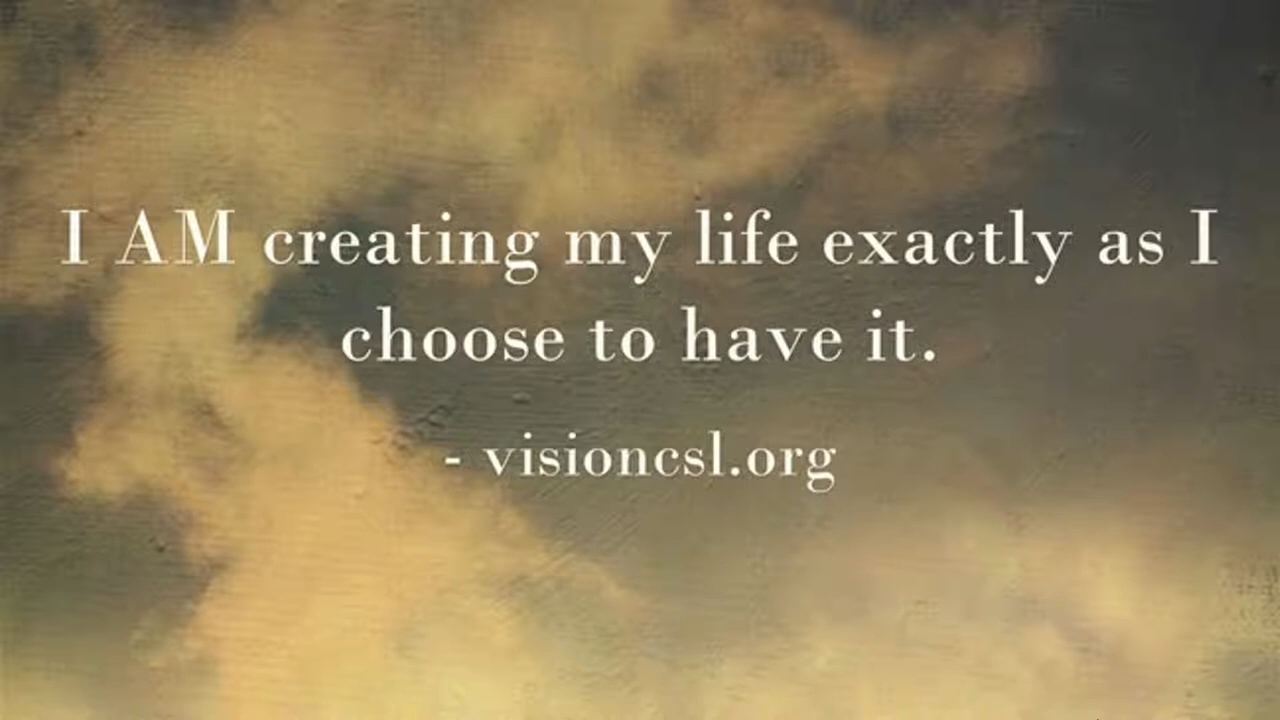 I AM creating my life exactly as I
choose to have it.
- visioncsl.org